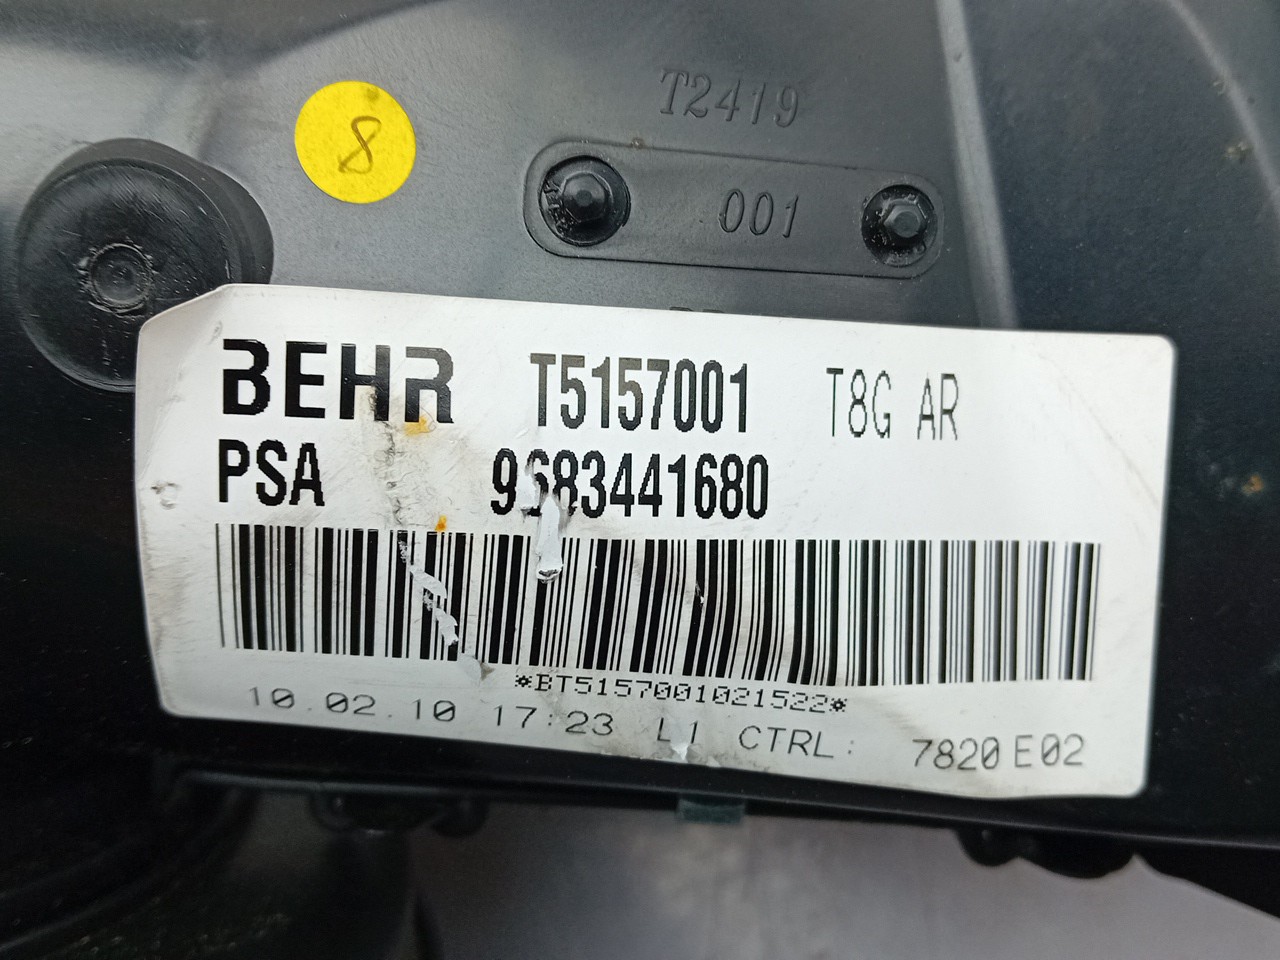 T2419
8
001
BEHR T5157001 T8G AR
PSA 9683441680
*BT5157001021522*
10.02.10 17:23 L1 CTRL: 7820 E02